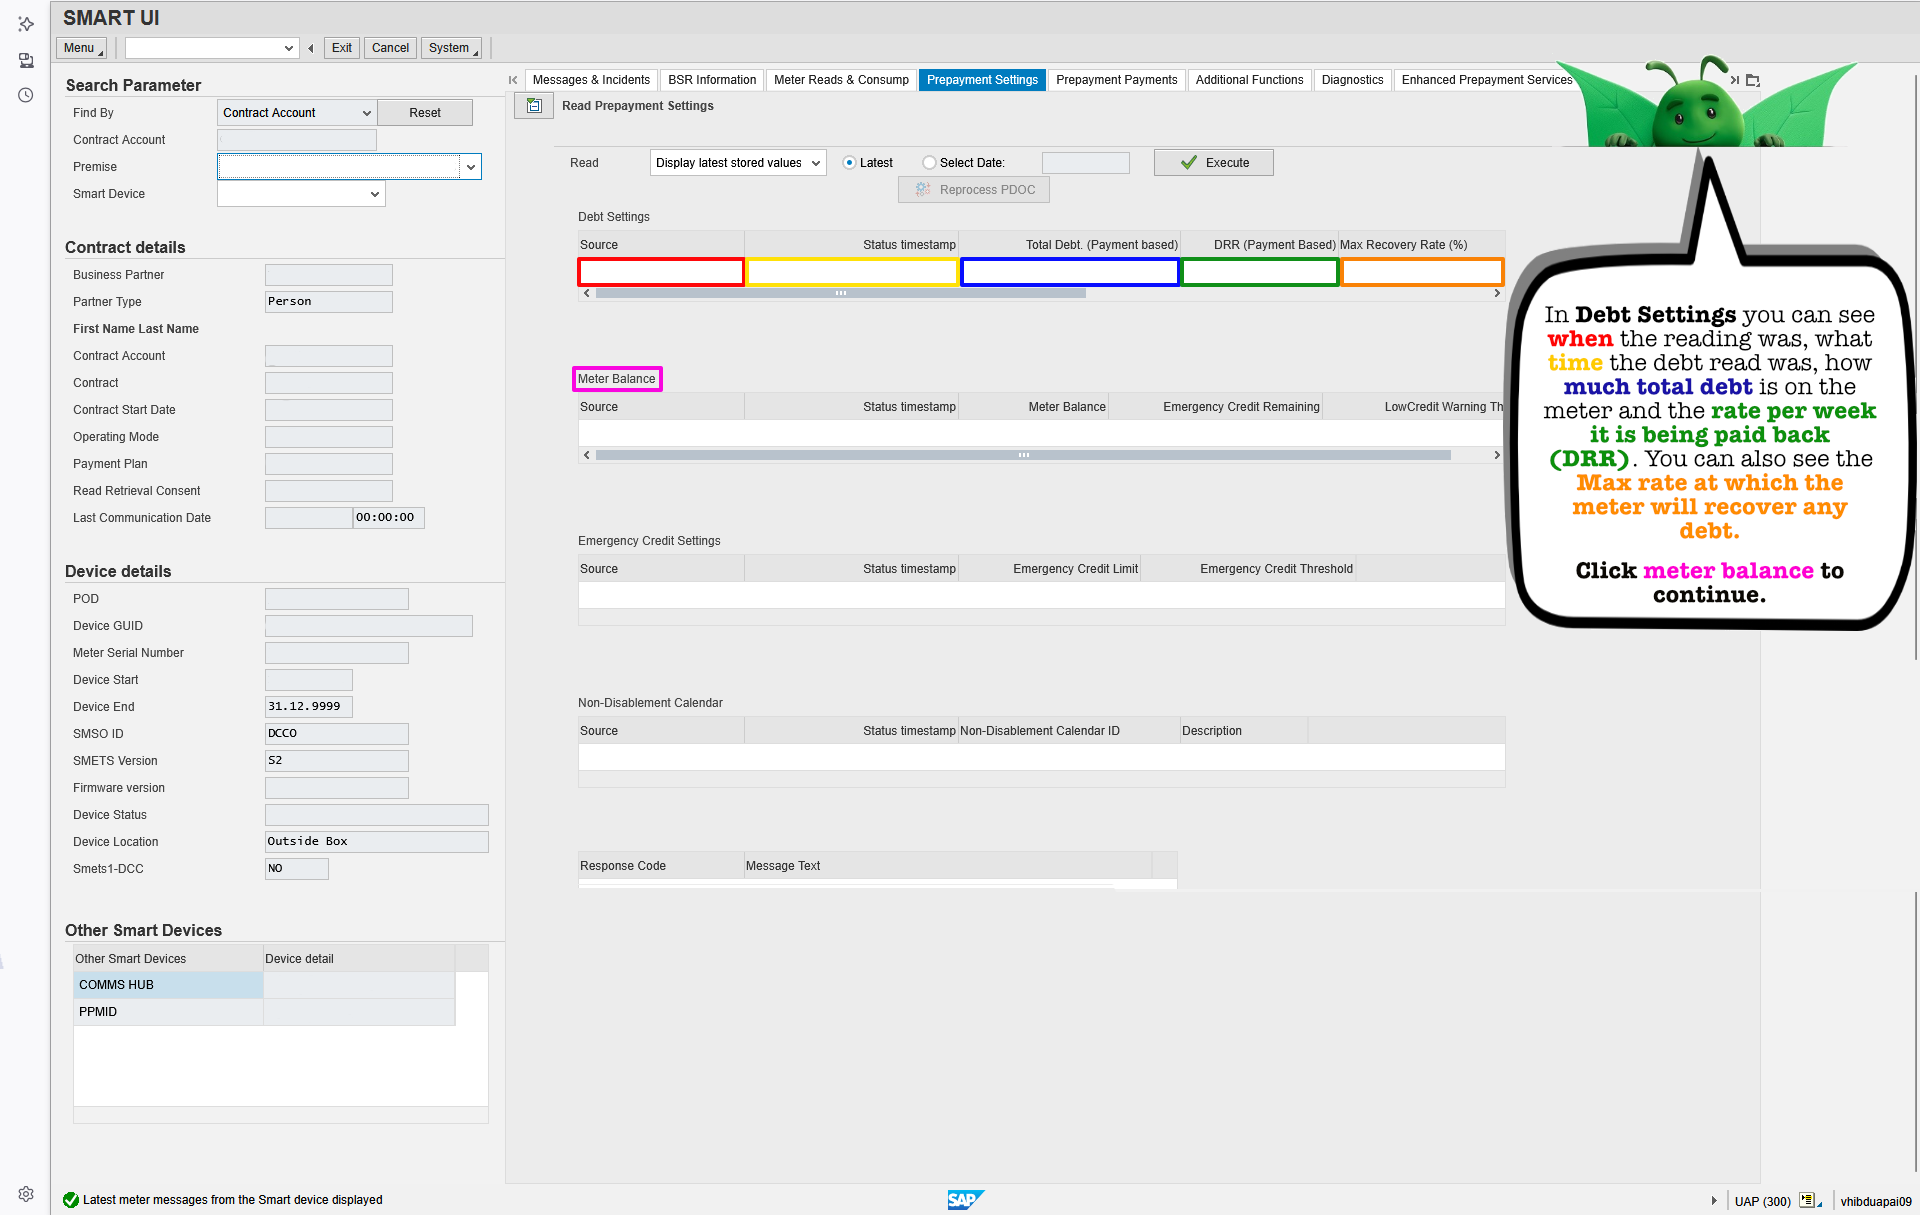 SMART UI
Menu
Exit
Cancel
System
Search Parameter
Find By
Contract Account
Reset
Contract Account
Premise
Smart Device
Contract details
Business Partner
Partner Type
Person
First Name Last Name
Contract Account
Contract
Contract Start Date
Operating Mode
Payment Plan
Read Retrieval Consent
Last Communication Date
00:00:00
Device details
POD
Device GUID
Meter Serial Number
Device Start
Device End
31.12.9999
SMSO ID
DCCO
SMETS Version
S2
Firmware version
Device Status
Device Location
Outside Box
Smets1-DCC
NO
Other Smart Devices
Other Smart Devices
Device detail
COMMS HUB
PPMID
Messages & Incidents
BSR Information
Meter Reads & Consump
Prepayment Settings
Prepayment Payments
Additional Functions
Diagnostics
Enhanced Prepayment Services
Read Prepayment Settings
Read
Display latest stored values
Latest
Select Date:
Execute
Reprocess PDOC
Debt Settings
Source
Status timestamp
Total Debt. (Payment based)
DRR (Payment Based)
Max Recovery Rate (%)
Meter Balance
Source
Status timestamp
Meter Balance
Emergency Credit Remaining
LowCredit Warning Th
Emergency Credit Settings
Source
Status timestamp
Emergency Credit Limit
Emergency Credit Threshold
Non-Disablement Calendar
Source
Status timestamp
Non-Disablement Calendar ID
Description
Response Code
Message Text
In Debt Settings you can see
when the reading was, what
time the debt read was, how
much total debt is on the
meter and the rate per week
it is being paid back
(DRR). You can also see the
Max rate at which the
meter will recover any
debt.
Click meter balance to
continue.
Latest meter messages from the Smart device displayed
SAP
UAP (300)
vhibduapai09